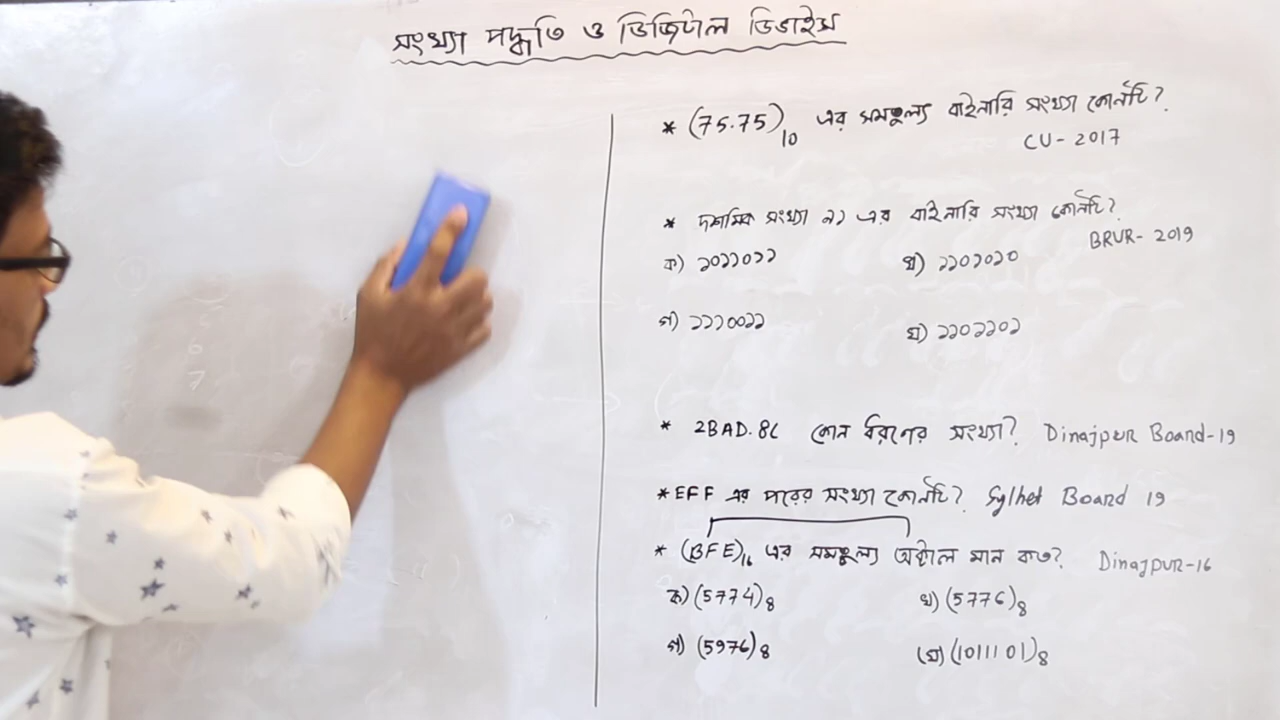 সংখ্যা পদ্ধতি ও ডিজিটাল ডিভাইস
* (75.75)10 এর সমতুল্য বাইনারি সংখ্যা কোনটি?
CU- 2017
* দশমিক সংখ্যা ৯১ এর বাইনারি সংখ্যা কোনটি?
BRUR- 2019
ক) ১০১১০১১ খ) ১১০১০১০
গ) ১১১০০১১ ঘ) ১১০১১০১
* 2BAD.8C কোন ধরণের সংখ্যা? Dinajpur Board-19
* EFF এর পরের সংখ্যা কোনটি? Sylhet Board 19
* (BFE)16 এর সমতুল্য অক্টাল মান কত? Dinajpur-16
ক) (5774)8 খ) (5776)8
গ) (5976)8 (ঘ) (1011101)8